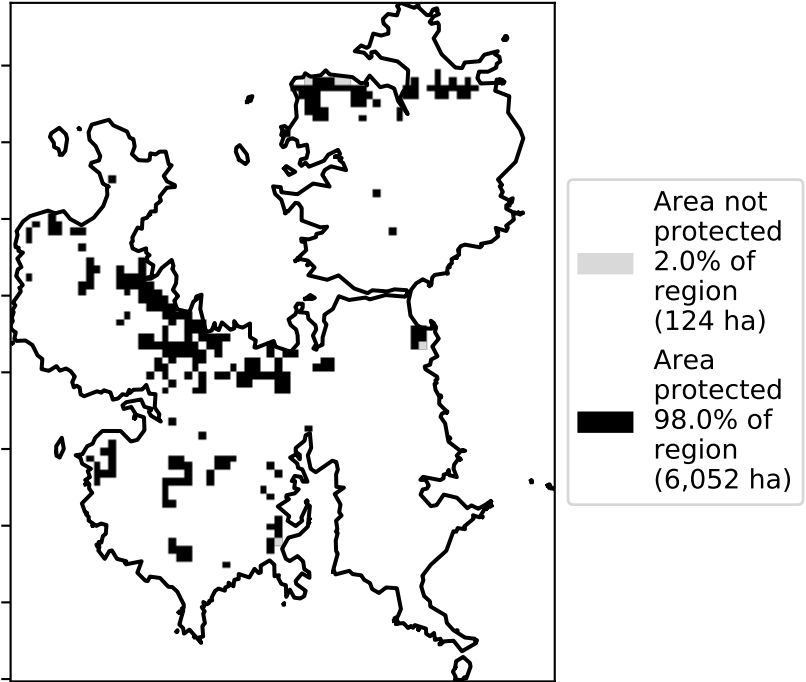 Area not
protected
2.0% of
region
(124 ha)
Area
protected
98.0% of
region
(6,052 ha)